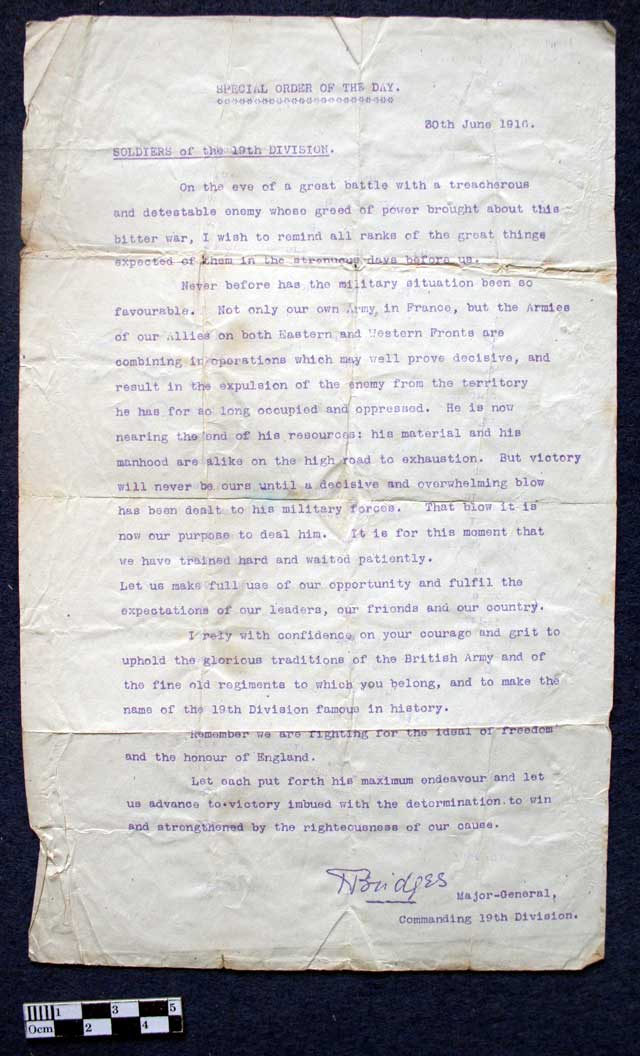 SPECIAL ORDER OF THE DAY.
30th June 1916.
SOLDIERS of the 19th DIVISION.
On the eve of a great battle with a treacherous
and detestable enemy whose greed of power brought about this
bitter war, I wish to remind all ranks of the great things
expected of them in the strenuous days before us.
Never before has the military situation been so
favourable. Not only our own Army in France, but the Armies
of our Allies on both Eastern and Western Fronts are
combining in operations which may well prove decisive, and
result in the expulsion of the enemy from the territory
he has for so long occupied and oppressed. He is now
nearing the end of his resources: his material and his
manhood are alike on the high road to exhaustion. But victory
will never be ours until a decisive and overwhelming blow
has been dealt to his military forces. That blow it is
now our purpose to deal him. It is for this moment that
we have trained hard and waited patiently.
Let us make full use of our opportunity and fulfil the
expectations of our leaders, our friends and our country.
I rely with confidence on your courage and grit to
uphold the glorious traditions of the British Army and of
the fine old regiments to which you belong, and to make the
name of the 19th Division famous in history.
Remember we are fighting for the ideal of freedom
and the honour of England.
Let each put forth his maximum endeavour and let
us advance to victory imbued with the determination to win
and strengthened by the righteousness of our cause.
TBridges
Major-General,
Commanding 19th Division.
0cm 1 2 3 4 5